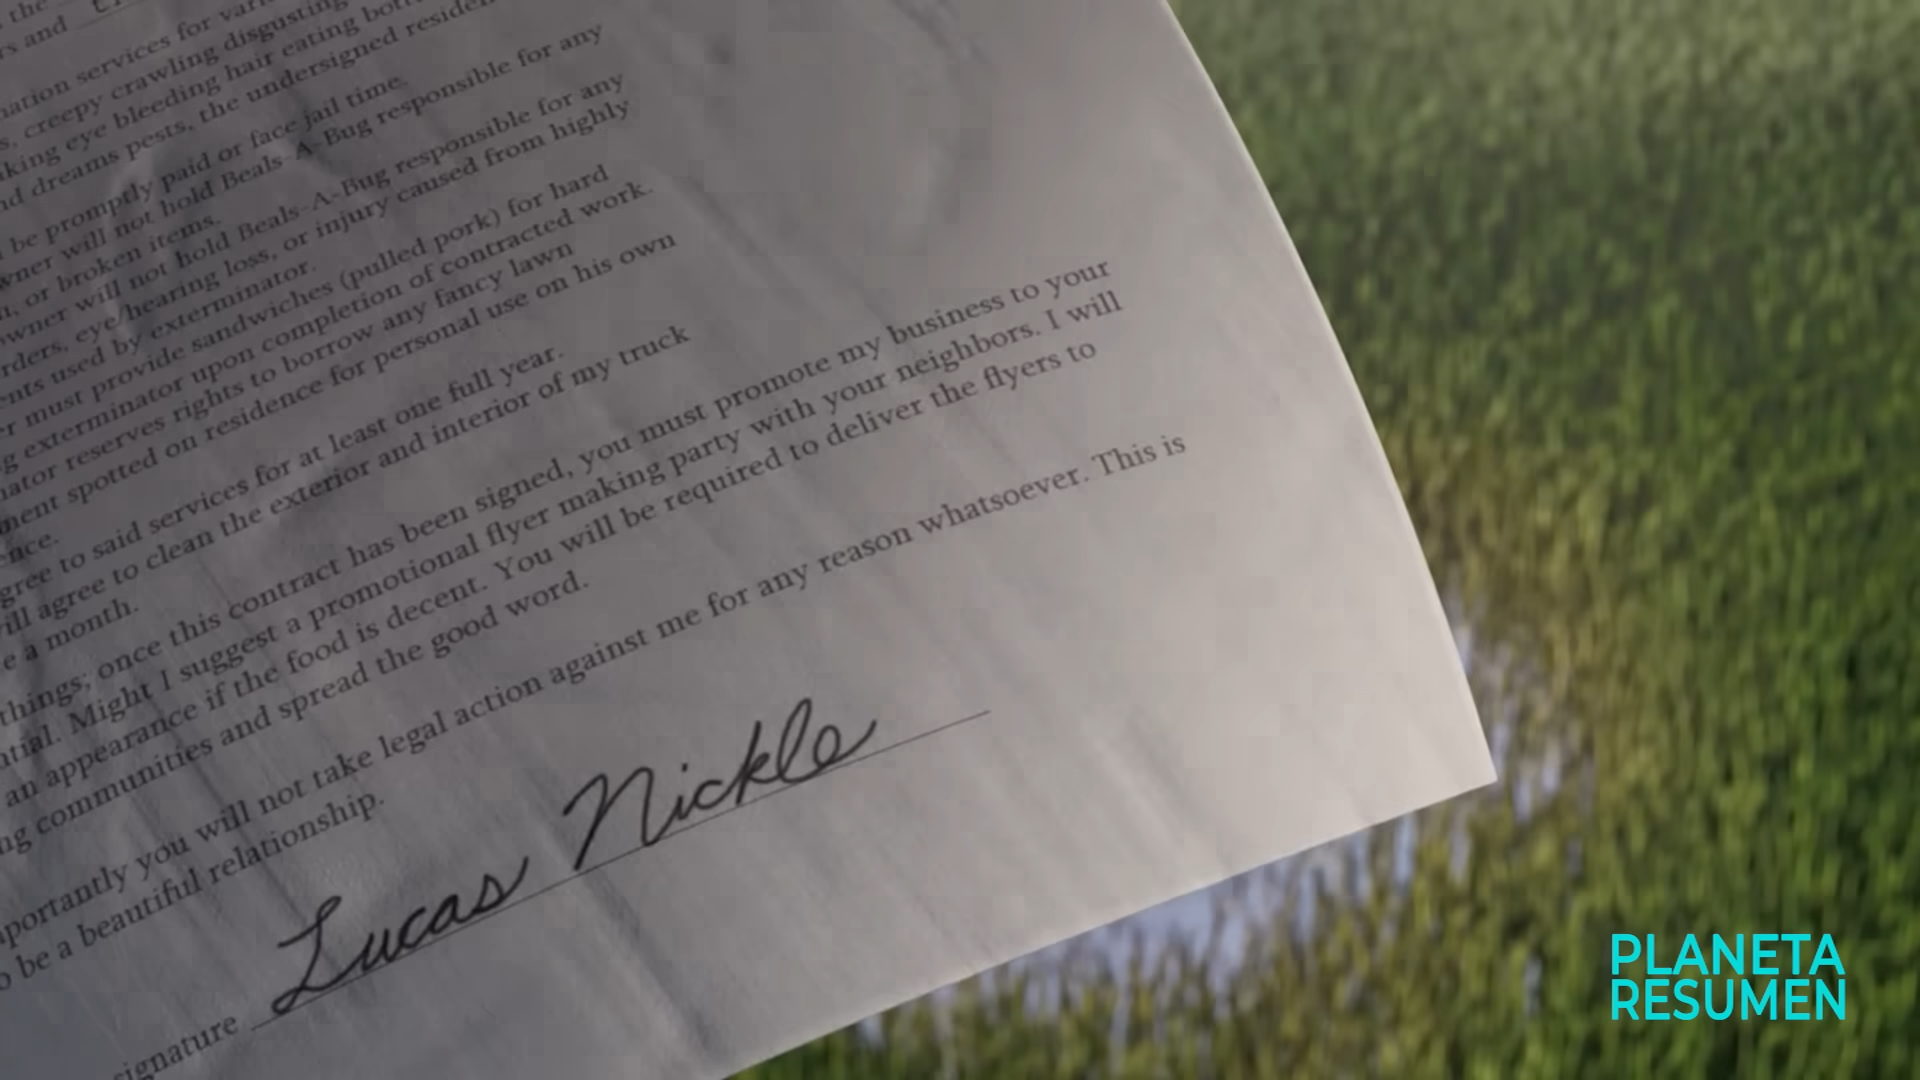 the
rs and
nation services for vari
s, creepy crawling disgusting
king eye bleeding hair eating bott
nd dreams pests, the undersigned residen
be promptly paid or face jail time.
wner will not hold Beals-A-Bug responsible for any
n, or broken items.
owner will not hold Beals-A-Bug responsible for any
rders, eye/hearing loss, or injury caused from highly
ents used by exterminator.
r must provide sandwiches (pulled pork) for hard
g exterminator upon completion of contracted work.
nator reserves rights to borrow any fancy lawn
ment spotted on residence for personal use on his own
ence.
gree to said services for at least one full year.
ill agree to clean the exterior and interior of my truck
e a month.
things; once this contract has been signed, you must promote my business to your
ntial. Might I suggest a promotional flyer making party with your neighbors. I will
an appearance if the food is decent. You will be required to deliver the flyers to
ng communities and spread the good word.
portantly you will not take legal action against me for any reason whatsoever. This is
o be a beautiful relationship.
signature Lucas Nickle
PLANETA
RESUMEN